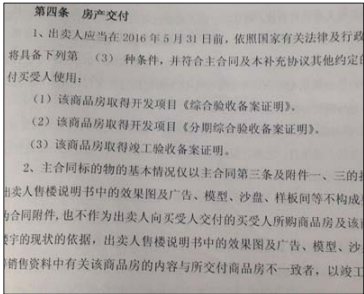 第四条 房产交付
1、出卖人应当在 2016 年 5 月 31 日前，依照国家有关法律及行政
将具备下列第 （3） 种条件，并符合主合同及本补充协议其他约定的
付买受人使用：
（1）该商品房取得开发项目《综合验收备案证明》。
（2）该商品房取得开发项目《分期综合验收备案证明》。
（3）该商品房取得竣工验收备案证明。
2、主合同标的物的基本情况仅以主合同第三条及附件一、三的
出卖人售楼说明书中的效果图及广告、模型、沙盘、样板间等不构成
合同附件，也不作为出卖人向买受人交付的买受人所购商品房及该
楼宇的现状的依据，出卖人售楼说明书中的效果图及广告、模型、沙
销售资料中有关该商品房的内容与所交付商品房不一致者，以竣工